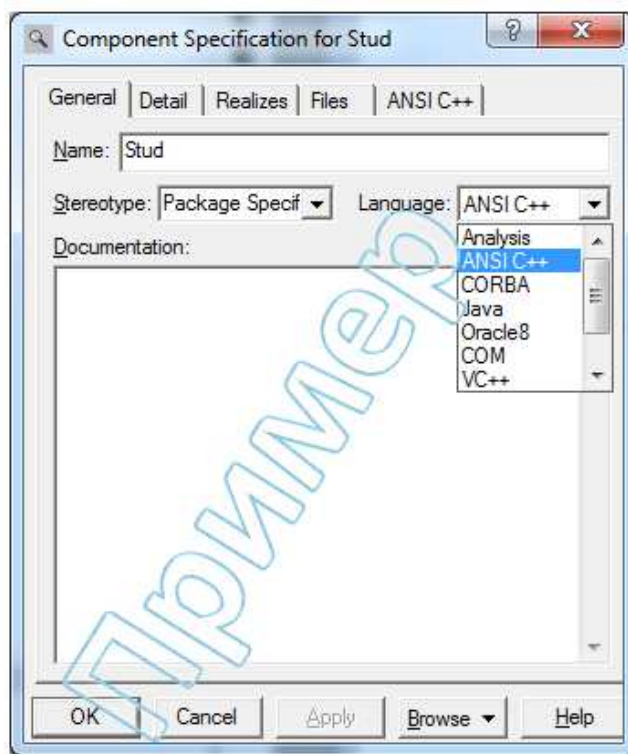 Component Specification for Stud
General Detail Realizes Files ANSI C++
Name: Stud
Stereotype: Package Specif Language: ANSI C++
Documentation:
Analysis
ANSI C++
CORBA
Java
Oracle8
COM
VC++
Пример
OK Cancel Apply Browse Help